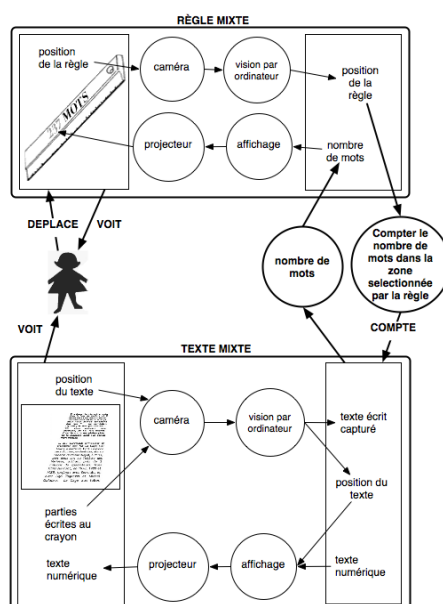 RÈGLE MIXTE
position
de la règle
caméra
vision par
ordinateur
position
de la
règle
MOTS
projecteur
affichage
nombre
de mots
DEPLACE
VOIT
nombre de
mots
Compter le
nombre de
mots dans la
zone
selectionnée
par la règle
VOIT
COMPTE
TEXTE MIXTE
position
du texte
caméra
vision par
ordinateur
texte écrit
capturé
position du
texte
parties
écrites au
crayon
texte
numérique
projecteur
affichage
texte
numérique